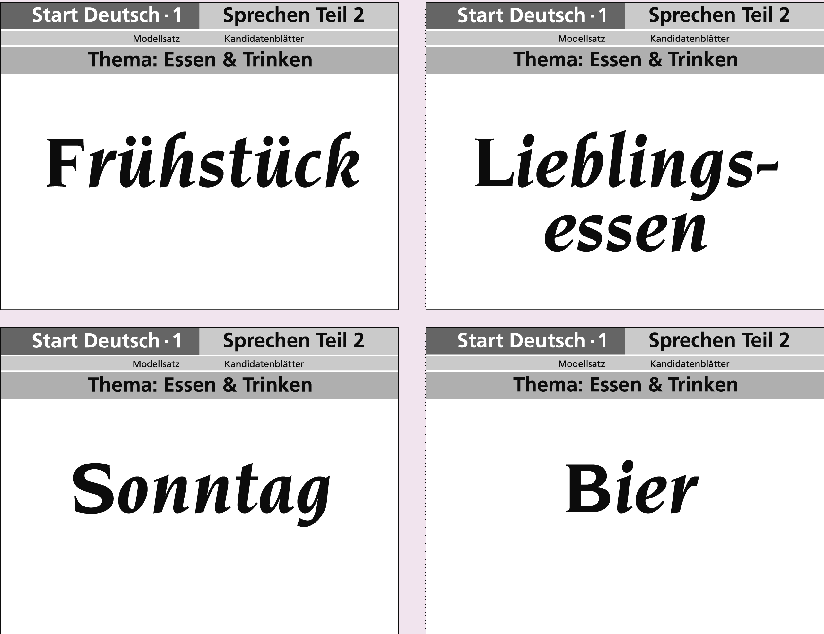 Start Deutsch · 1 Sprechen Teil 2
Modellsatz Kandidatenblätter
Thema: Essen & Trinken
Frühstück
Start Deutsch · 1 Sprechen Teil 2
Modellsatz Kandidatenblätter
Thema: Essen & Trinken
Lieblings-
essen
Start Deutsch · 1 Sprechen Teil 2
Modellsatz Kandidatenblätter
Thema: Essen & Trinken
Sonntag
Start Deutsch · 1 Sprechen Teil 2
Modellsatz Kandidatenblätter
Thema: Essen & Trinken
Bier